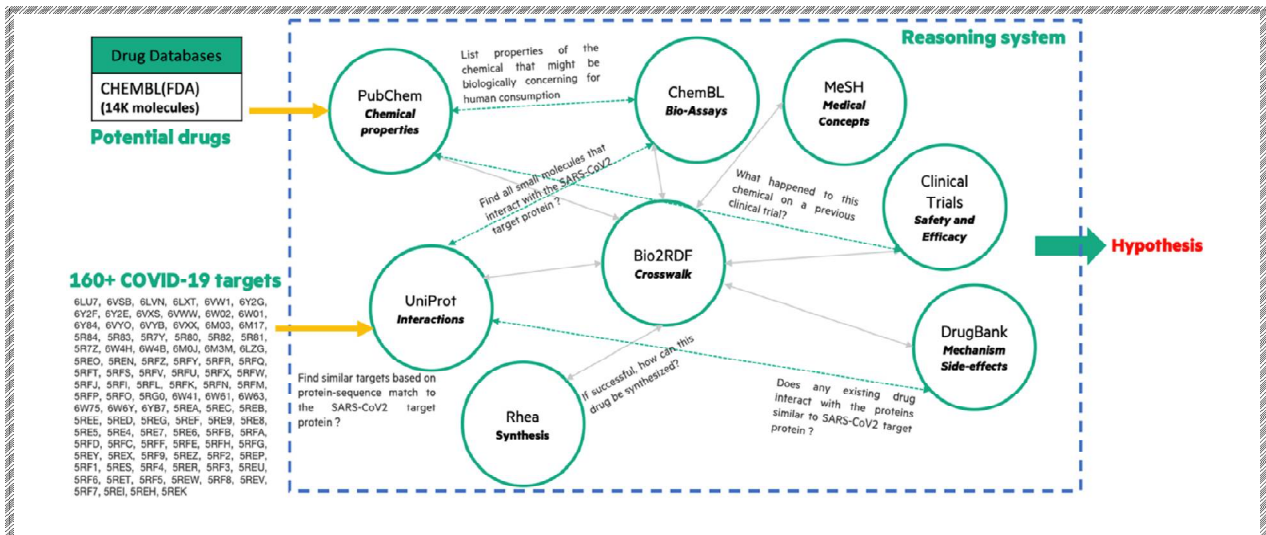 Drug Databases
CHEMBL(FDA)
(14K molecules)
Potential drugs
Reasoning system
PubChem
Chemical
properties
List properties of the
chemical that might be
biologically concerning for
human consumption
ChemBL
Bio-Assays
MeSH
Medical
Concepts
Find all small molecules that
interact with the SARS-CoV2
target protein ?
What happened to this
chemical on a previous
clinical trial?
Clinical
Trials
Safety and
Efficacy
Hypothesis
Bio2RDF
Crosswalk
160+ COVID-19 targets
6LU7, 6VSB, 6LVN, 6LXT, 6VW1, 6Y2G,
6Y2F, 6Y2E, 6VXS, 6VWW, 6W02, 6W01,
6Y84, 6VYO, 6VYB, 6VXX, 6M03, 6M17,
5R84, 5R83, 5R7Y, 5R80, 5R82, 5R81,
5R7Z, 6W4H, 6W4B, 6M0J, 6M3M, 6LZG,
5REO, 5REN, 5RFZ, 5RFY, 5RFR, 5RFQ,
5RFT, 5RFS, 5RFV, 5RFU, 5RFX, 5RFW,
5RFJ, 5RFI, 5RFL, 5RFK, 5RFN, 5RFM,
5RFP, 5RFO, 5RG0, 6W41, 6W61, 6W63,
6W75, 6W6Y, 6YB7, 5REA, 5REC, 5REB,
5REE, 5RED, 5REG, 5REF, 5RE9, 5RE8,
5RE5, 5RE4, 5RE7, 5RE6, 5RFB, 5RFA,
5RFD, 5RFC, 5RFF, 5RFE, 5RFH, 5RFG,
5REY, 5REX, 5RF9, 5REZ, 5RF2, 5REP,
5RF1, 5RES, 5RF4, 5RER, 5RF3, 5REU,
5RF6, 5RET, 5RF5, 5REW, 5RF8, 5REV,
5RF7, 5REI, 5REH, 5REK
UniProt
Interactions
DrugBank
Mechanism
Side-effects
Find similar targets based on
protein-sequence match to
the SARS-CoV2 target
protein ?
If successful, how can this
drug be synthesized?
Rhea
Synthesis
Does any existing drug
interact with the proteins
similar to SARS-CoV2 target
protein ?